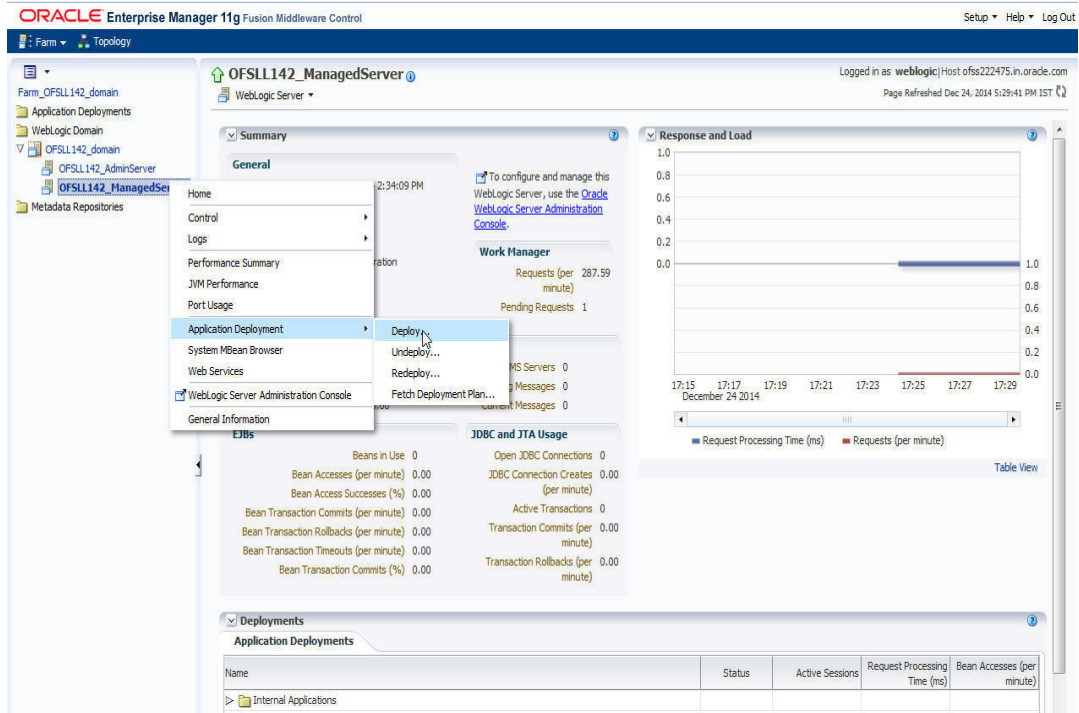 ORACLE Enterprise Manager 11g Fusion Middleware Control
Setup Help Log Out
Farm Topology
Farm_OFSLL142_domain
Application Deployments
WebLogic Domain
OFSLL142_domain
OFSLL142_AdminServer
OFSLL142_ManagedSer
Metadata Repositories
OFSLL142_ManagedServer
WebLogic Server
Logged in as weblogic|Host ofss222475.in.oracle.com
Page Refreshed Dec 24, 2014 5:29:41 PM IST
Home
Control
Logs
Performance Summary
JVM Performance
Port Usage
Application Deployment
System MBean Browser
Web Services
WebLogic Server Administration Console
General Information
Deploy...
Undeploy...
Redeploy...
Fetch Deployment Plan...
Summary
General
2:34:09 PM
To configure and manage this
WebLogic Server, use the Oracle
WebLogic Server Administration
Console.
Work Manager
Requests (per
minute) 287.59
Pending Requests 1
MS Servers 0
Messages 0
Current Messages 0
EJBs
Beans in Use 0
Bean Accesses (per minute) 0.00
Bean Access Successes (%) 0.00
Bean Transaction Commits (per minute) 0.00
Bean Transaction Rollbacks (per minute) 0.00
Bean Transaction Timeouts (per minute) 0.00
Bean Transaction Commits (%) 0.00
JDBC and JTA Usage
Open JDBC Connections 0
JDBC Connection Creates 0.00
(per minute)
Active Transactions 0
Transaction Commits (per 0.00
minute)
Transaction Rollbacks (per 0.00
minute)
Response and Load
1.0
0.8
0.6
0.4
0.2
0.0
1.0
0.8
0.6
0.4
0.2
0.0
17:15 17:17 17:19 17:21 17:23 17:25 17:27 17:29
December 24 2014
Request Processing Time (ms) Requests (per minute)
Table View
Deployments
Application Deployments
Name Status Active Sessions Request Processing Time (ms) Bean Accesses (per minute)
Internal Applications